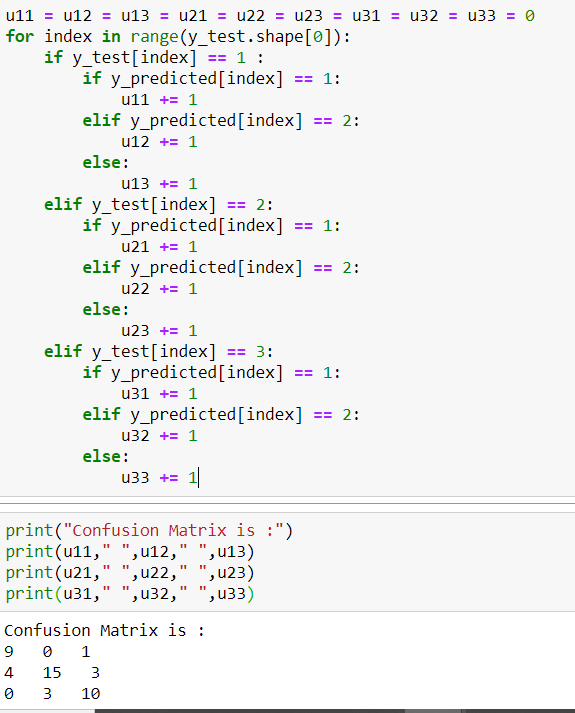 u11 = u12 = u13 = u21 = u22 = u23 = u31 = u32 = u33 = 0
for index in range(y_test.shape[0]):
    if y_test[index] == 1 :
        if y_predicted[index] == 1:
            u11 += 1
        elif y_predicted[index] == 2:
            u12 += 1
        else:
            u13 += 1
    elif y_test[index] == 2:
        if y_predicted[index] == 1:
            u21 += 1
        elif y_predicted[index] == 2:
            u22 += 1
        else:
            u23 += 1
    elif y_test[index] == 3:
        if y_predicted[index] == 1:
            u31 += 1
        elif y_predicted[index] == 2:
            u32 += 1
        else:
            u33 += 1
print("Confusion Matrix is :")
print(u11," ",u12," ",u13)
print(u21," ",u22," ",u23)
print(u31," ",u32," ",u33)
Confusion Matrix is :
9   0   1
4   15   3
0   3   10